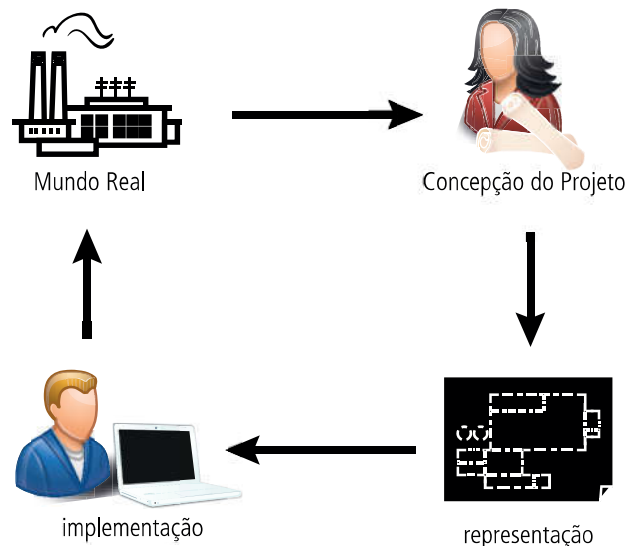 Mundo Real
Concepção do Projeto
implementação
representação